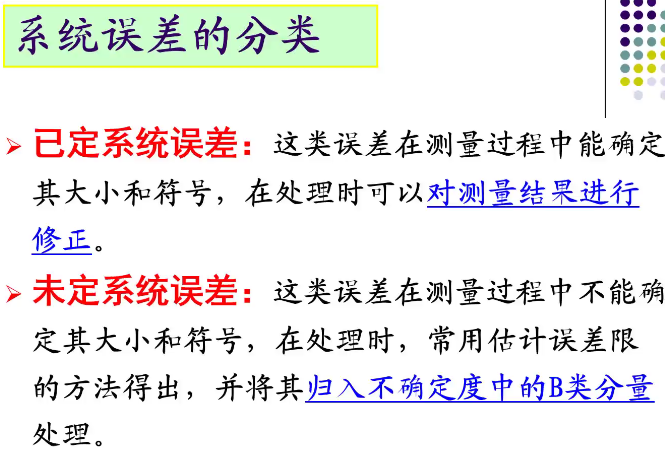 系统误差的分类
已定系统误差：这类误差在测量过程中能确定
其大小和符号，在处理时可以对测量结果进行
修正。
未定系统误差：这类误差在测量过程中不能确
定其大小和符号，在处理时，常用估计误差限
的方法得出，并将其归入不确定度中的B类分量
处理。